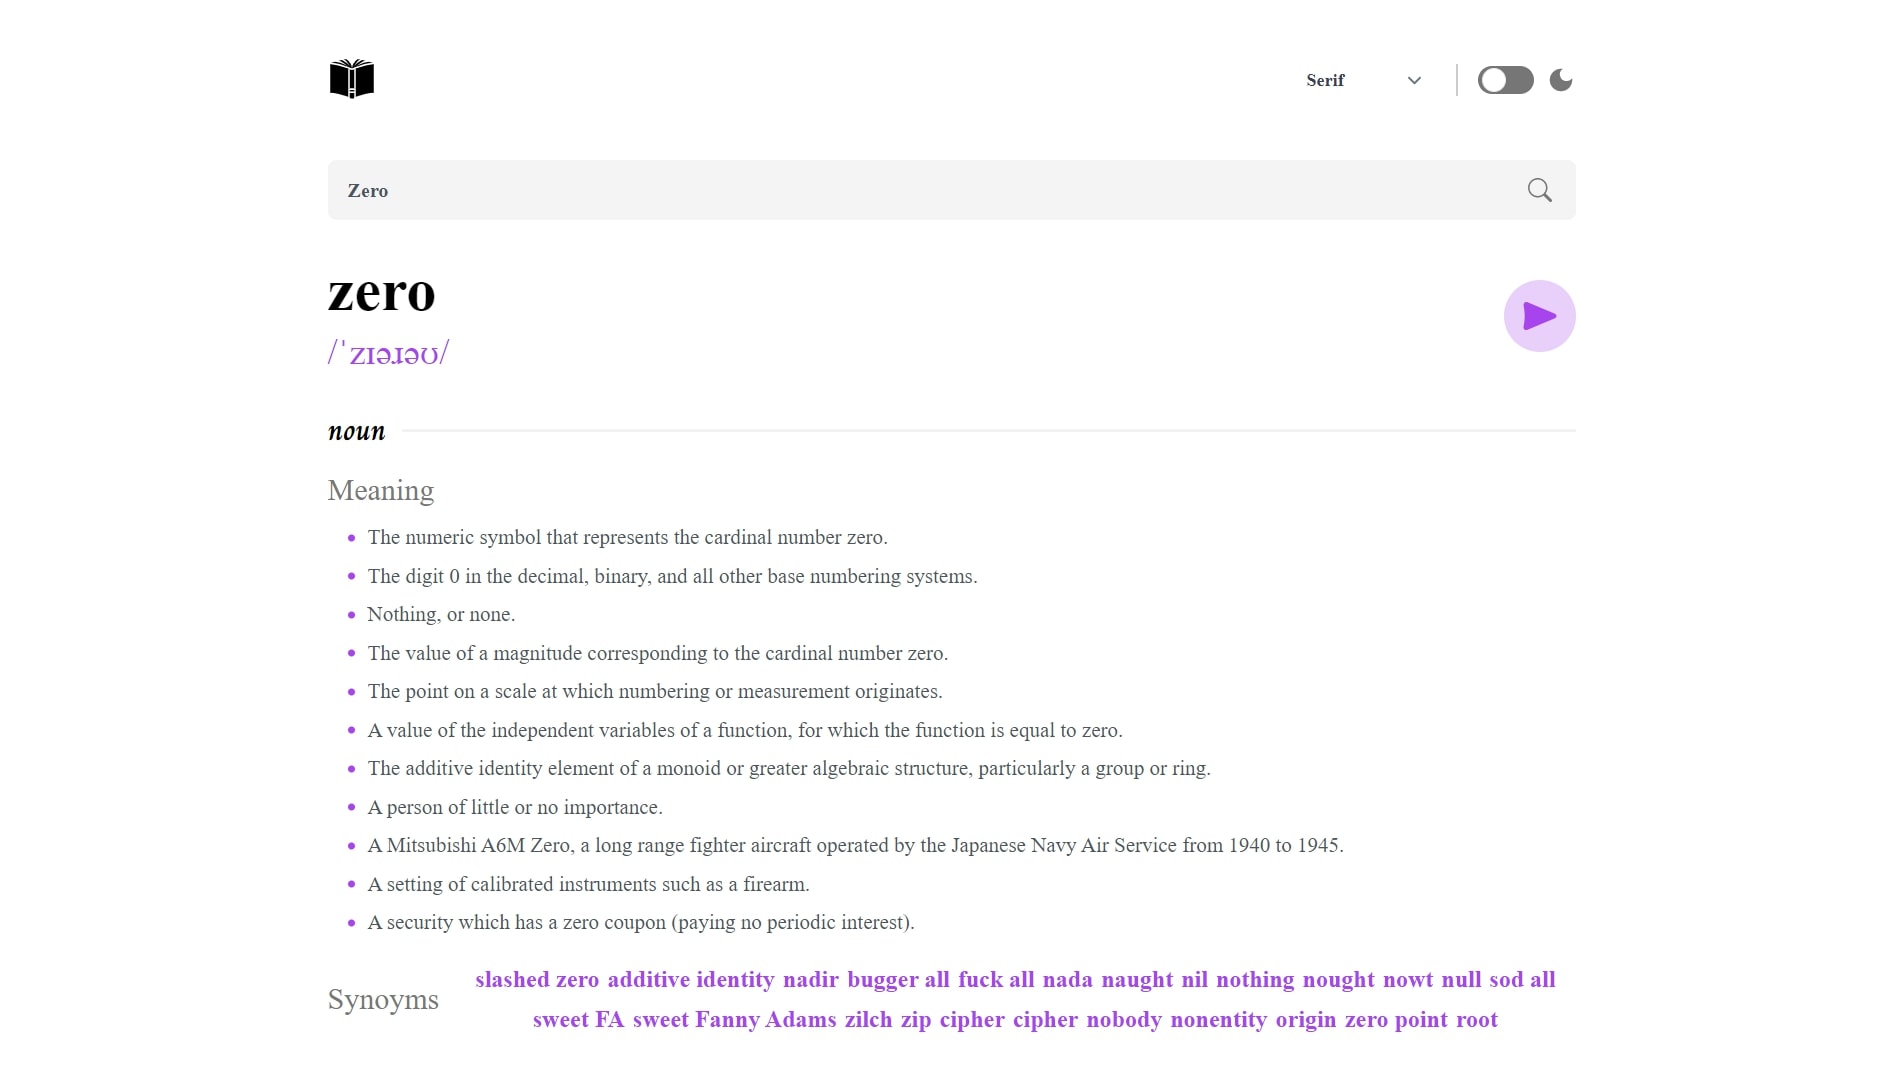 Serif
Zero
zero
/ˈzɪəɹəʊ/
noun
Meaning
The numeric symbol that represents the cardinal number zero.
The digit 0 in the decimal, binary, and all other base numbering systems.
Nothing, or none.
The value of a magnitude corresponding to the cardinal number zero.
The point on a scale at which numbering or measurement originates.
A value of the independent variables of a function, for which the function is equal to zero.
The additive identity element of a monoid or greater algebraic structure, particularly a group or ring.
A person of little or no importance.
A Mitsubishi A6M Zero, a long range fighter aircraft operated by the Japanese Navy Air Service from 1940 to 1945.
A setting of calibrated instruments such as a firearm.
A security which has a zero coupon (paying no periodic interest).
Synoyms
slashed zero additive identity nadir bugger all fuck all nada naught nil nothing nought nowt null sod all
sweet FA sweet Fanny Adams zilch zip cipher cipher nobody nonentity origin zero point root